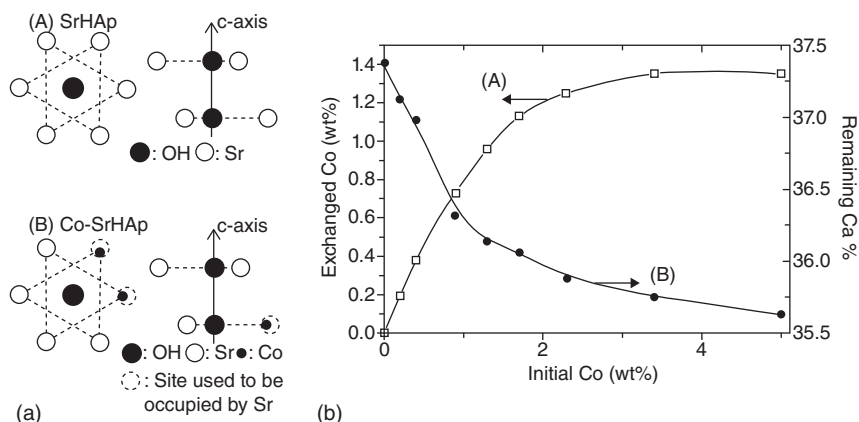 (A) SrHAp
c-axis
: OH : Sr
(B) Co-SrHAp
c-axis
: OH : Sr : Co
: Site used to be
occupied by Sr
(a)
Exchanged Co (wt%)
1.4
1.2
1.0
0.8
0.6
0.4
0.2
0.0
(A)
(B)
37.5
37.0
36.5
36.0
35.5
Remaining Ca %
0 2 4
Initial Co (wt%)
(b)